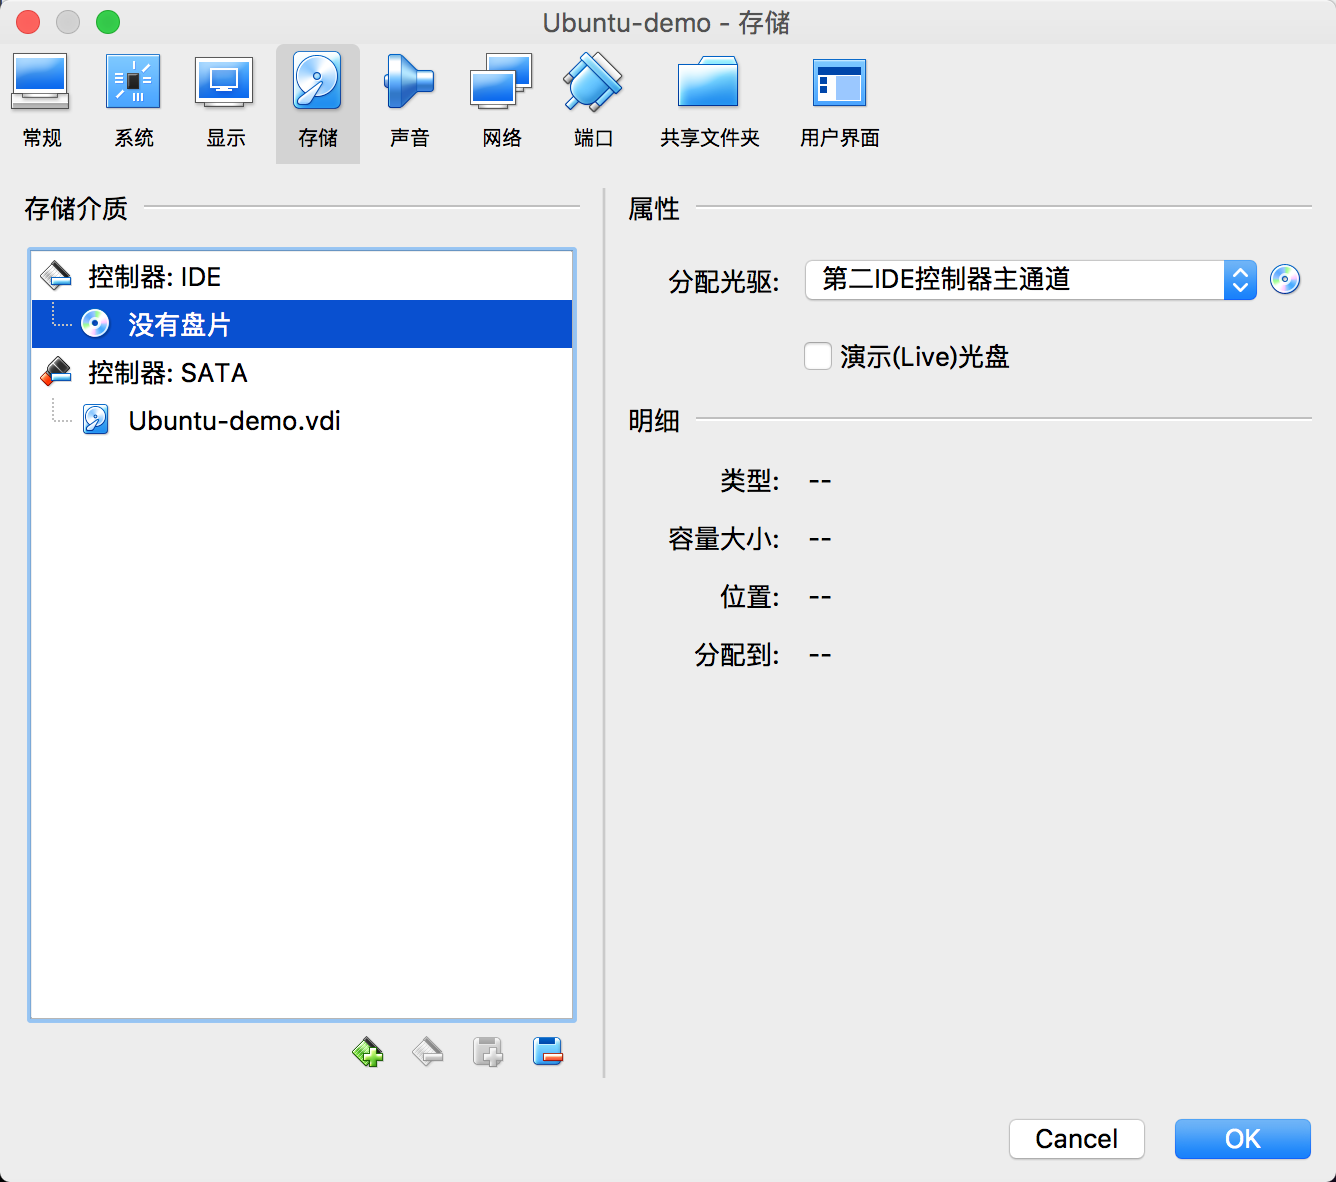 Ubuntu-demo - 存储
常规 系统 显示 存储 声音 网络 端口 共享文件夹 用户界面
存储介质
控制器: IDE
没有盘片
控制器: SATA
Ubuntu-demo.vdi
属性
分配光驱: 第二IDE控制器主通道
演示(Live)光盘
明细
类型: --
容量大小: --
位置: --
分配到: --
Cancel OK